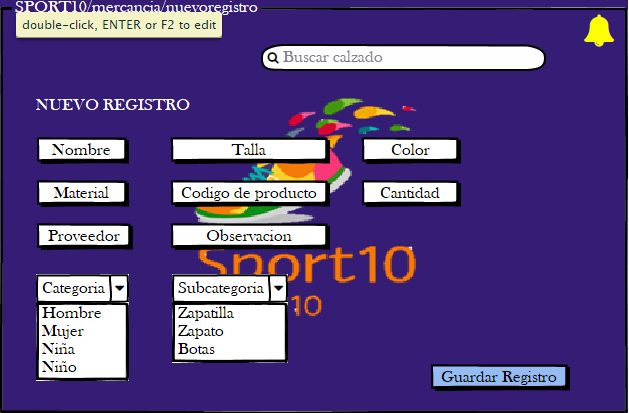 SPORT10/mercancia/nuevoregistro
double-click, ENTER or F2 to edit
Buscar calzado
NUEVO REGISTRO
Nombre Talla Color
Material Codigo de producto Cantidad
Proveedor Observacion
Sport10
10
Categoria Subcategoria
Hombre Zapatilla
Mujer Zapato
Niña Botas
Niño
Guardar Registro